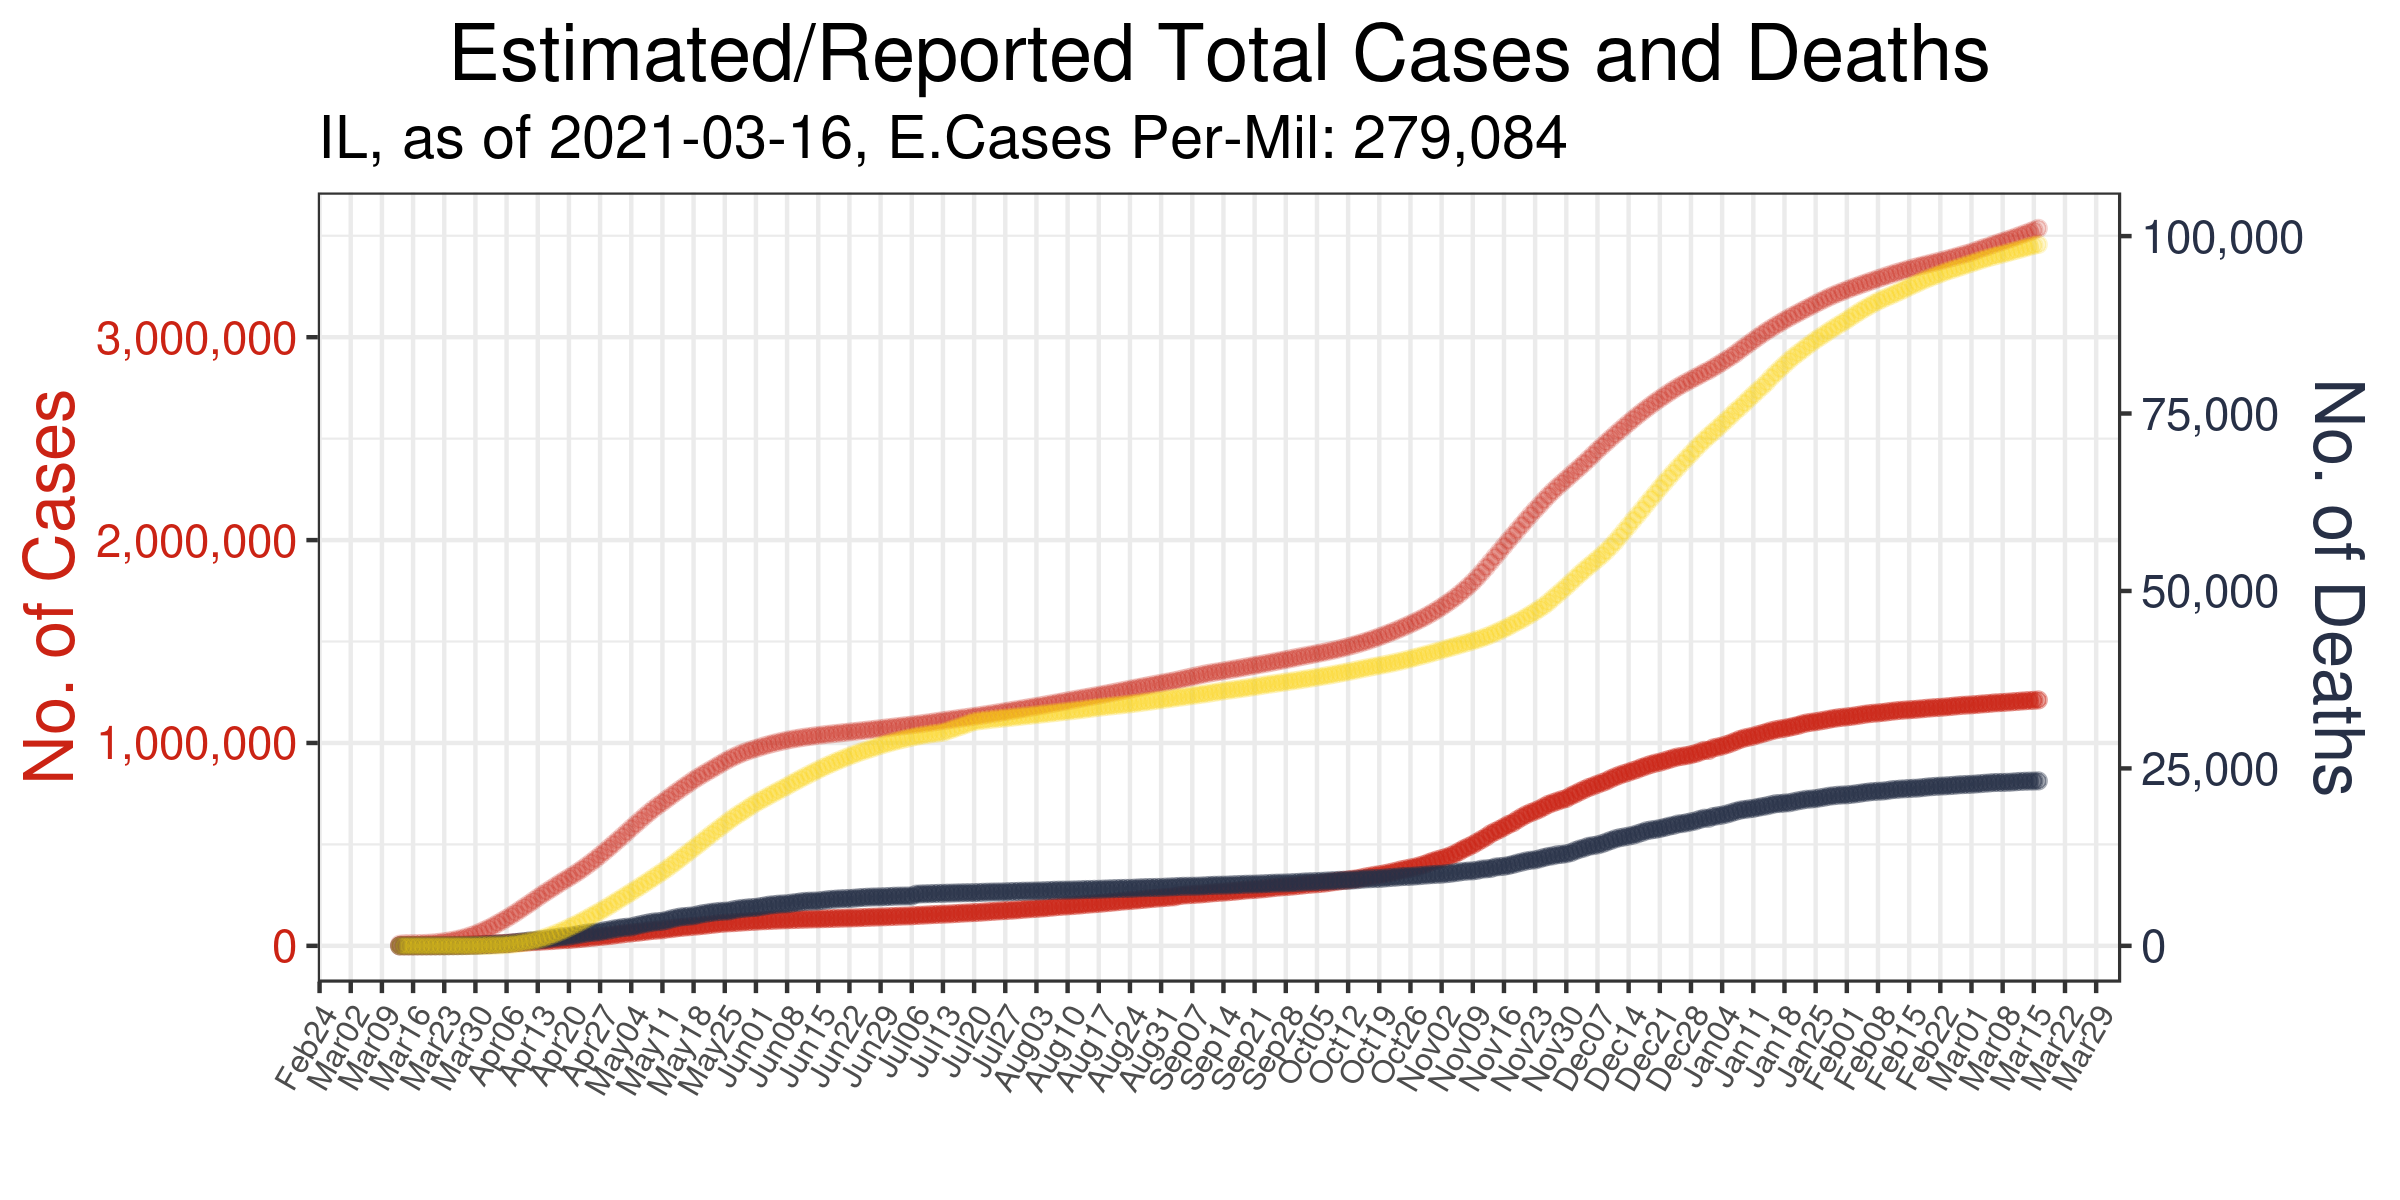 Estimated/Reported Total Cases and Deaths
IL, as of 2021-03-16, E.Cases Per-Mil: 279,084
No. of Cases
3,000,000
2,000,000
1,000,000
0
100,000
75,000
50,000
25,000
0
No. of Deaths
Feb24
Mar02
Mar09
Mar16
Mar23
Mar30
Apr06
Apr13
Apr20
Apr27
May04
May11
May18
May25
Jun01
Jun08
Jun15
Jun22
Jun29
Jul06
Jul13
Jul20
Jul27
Aug03
Aug10
Aug17
Aug24
Aug31
Sep07
Sep14
Sep21
Sep28
Oct05
Oct12
Oct19
Oct26
Nov02
Nov09
Nov16
Nov23
Nov30
Dec07
Dec14
Dec21
Dec28
Jan04
Jan11
Jan18
Jan25
Feb01
Feb08
Feb15
Feb22
Mar01
Mar08
Mar15
Mar22
Mar29